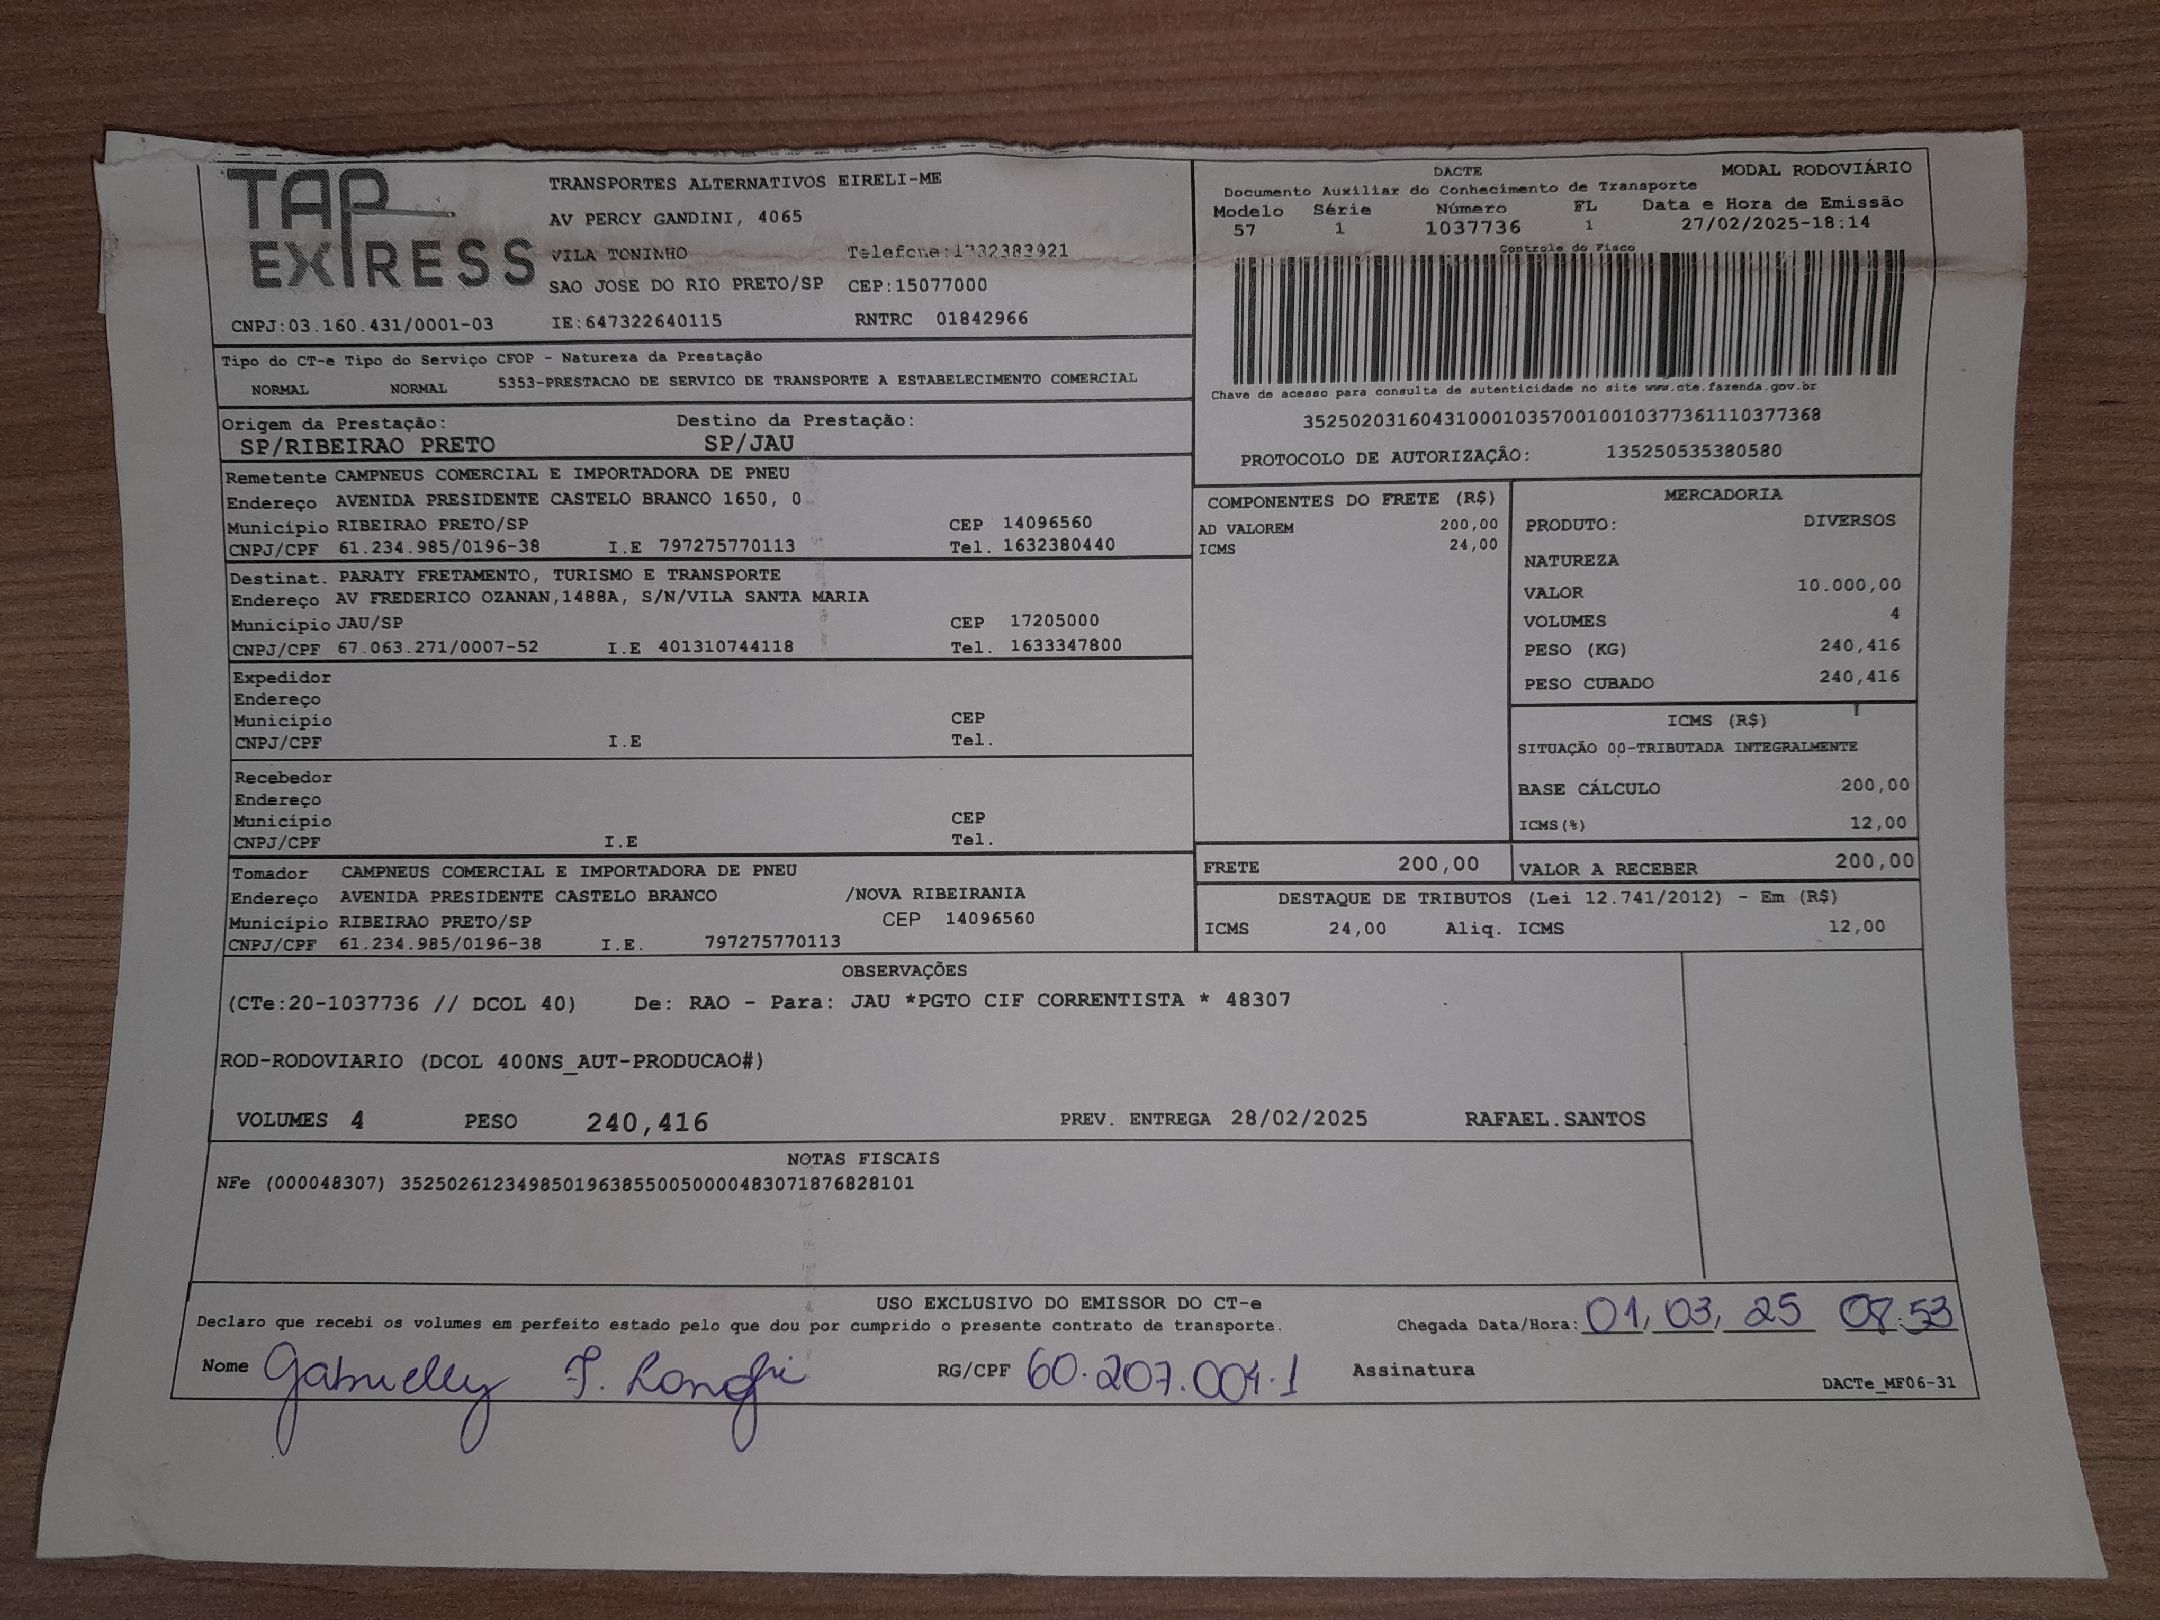 TAP EXPRESS
TRANSPORTES ALTERNATIVOS EIRELI-ME
AV PERCY GANDINI, 4065
VILA TONINHO Telefone:1732383921
SAO JOSE DO RIO PRETO/SP CEP:15077000
CNPJ:03.160.431/0001-03 IE:647322640115 RNTRC 01842966
DACTE MODAL RODOVIÁRIO
Documento Auxiliar do Conhecimento de Transporte
Modelo Série Número FL Data e Hora de Emissão
57 1 1037736 1 27/02/2025-18:14
Controle do Fisco
Chave de acesso para consulta de autenticidade no site www.cte.fazenda.gov.br
35250203160431000103570010010377361110377368
PROTOCOLO DE AUTORIZAÇÃO: 135250535380580
Tipo do CT-e Tipo do Serviço CFOP - Natureza da Prestação
NORMAL NORMAL 5353-PRESTACAO DE SERVICO DE TRANSPORTE A ESTABELECIMENTO COMERCIAL
Origem da Prestação: Destino da Prestação:
SP/RIBEIRAO PRETO SP/JAU
Remetente CAMPNEUS COMERCIAL E IMPORTADORA DE PNEU
Endereço AVENIDA PRESIDENTE CASTELO BRANCO 1650, 0
Município RIBEIRAO PRETO/SP CEP 14096560
CNPJ/CPF 61.234.985/0196-38 I.E 797275770113 Tel. 1632380440
Destinat. PARATY FRETAMENTO, TURISMO E TRANSPORTE
Endereço AV FREDERICO OZANAN,1488A, S/N/VILA SANTA MARIA
Município JAU/SP CEP 17205000
CNPJ/CPF 67.063.271/0007-52 I.E 401310744118 Tel. 1633347800
Expedidor
Endereço
Município CEP
CNPJ/CPF I.E Tel.
Recebedor
Endereço
Município CEP
CNPJ/CPF I.E Tel.
Tomador CAMPNEUS COMERCIAL E IMPORTADORA DE PNEU
Endereço AVENIDA PRESIDENTE CASTELO BRANCO /NOVA RIBEIRANIA
Município RIBEIRAO PRETO/SP CEP 14096560
CNPJ/CPF 61.234.985/0196-38 I.E. 797275770113
COMPONENTES DO FRETE (R$)
AD VALOREM 200,00
ICMS 24,00
MERCADORIA
PRODUTO: DIVERSOS
NATUREZA
VALOR 10.000,00
VOLUMES 4
PESO (KG) 240,416
PESO CUBADO 240,416
ICMS (R$)
SITUAÇÃO 00-TRIBUTADA INTEGRALMENTE
BASE CÁLCULO 200,00
ICMS(%) 12,00
FRETE 200,00 VALOR A RECEBER 200,00
DESTAQUE DE TRIBUTOS (Lei 12.741/2012) - Em (R$)
ICMS 24,00 Aliq. ICMS 12,00
OBSERVAÇÕES
(CTe:20-1037736 // DCOL 40) De: RAO - Para: JAU *PGTO CIF CORRENTISTA * 48307
ROD-RODOVIARIO (DCOL 400NS_AUT-PRODUCAO#)
VOLUMES 4 PESO 240,416 PREV. ENTREGA 28/02/2025 RAFAEL.SANTOS
NOTAS FISCAIS
NFe (000048307) 35250261234985019638550050000483071876828101
USO EXCLUSIVO DO EMISSOR DO CT-e
Declaro que recebi os volumes em perfeito estado pelo que dou por cumprido o presente contrato de transporte. Chegada Data/Hora: 01, 03, 25 08:53
Nome Gabrielly F. RG/CPF 60.207.004.1 Assinatura
DACTe_MF06-31